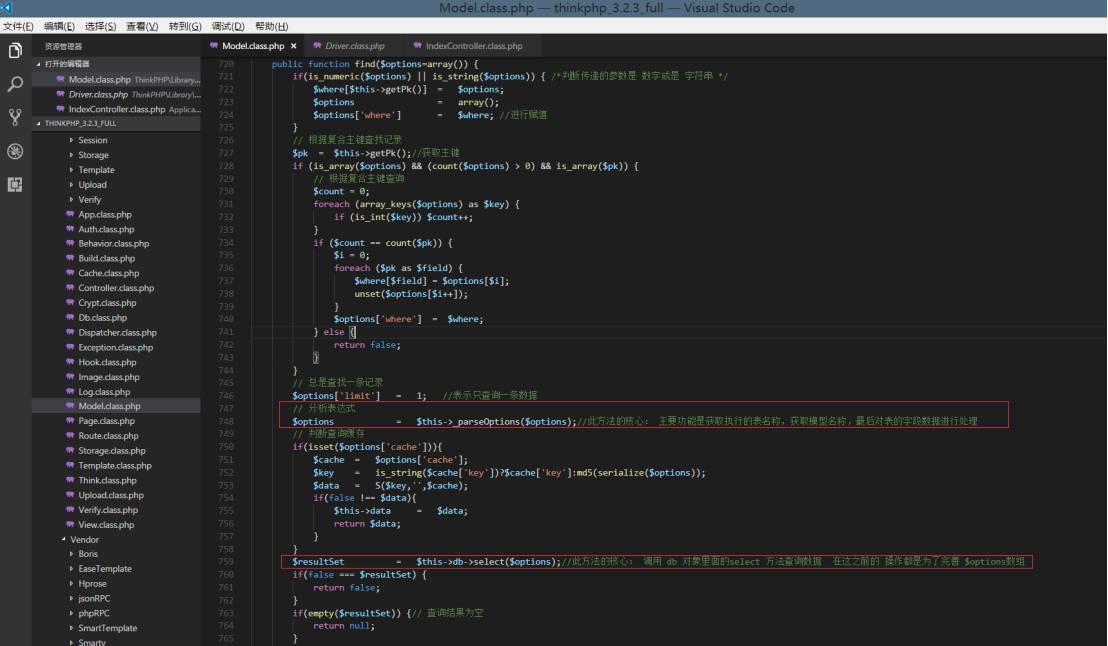 Model.class.php — thinkphp_3.2.3_full — Visual Studio Code
文件(F) 编辑(E) 选择(S) 查看(V) 转到(G) 调试(D) 帮助(H)
资源管理器
打开的编辑器
Model.class.php ThinkPHP\Library...
Driver.class.php ThinkPHP\Library\...
IndexController.class.php Applica...
THINKPHP_3.2.3_FULL
Session
Storage
Template
Upload
Verify
App.class.php
Auth.class.php
Behavior.class.php
Build.class.php
Cache.class.php
Controller.class.php
Crypt.class.php
Db.class.php
Dispatcher.class.php
Exception.class.php
Hook.class.php
Image.class.php
Log.class.php
Model.class.php
Page.class.php
Route.class.php
Storage.class.php
Template.class.php
Think.class.php
Upload.class.php
Verify.class.php
View.class.php
Vendor
Boris
EaseTemplate
Hprose
jsonRPC
phpRPC
SmartTemplate
Smarty
Model.class.php × Driver.class.php IndexController.class.php
720 public function find($options=array()) {
721 if(is_numeric($options) || is_string($options)) { /*判断传递的参数是 数字或是 字符串 */
722 $where[$this->getPk()] = $options;
723 $options = array();
724 $options['where'] = $where; //进行赋值
725 }
726 // 根据复合主键查找记录
727 $pk = $this->getPk();//获取主键
728 if (is_array($options) && (count($options) > 0) && is_array($pk)) {
729 // 根据复合主键查询
730 $count = 0;
731 foreach (array_keys($options) as $key) {
732 if (is_int($key)) $count++;
733 }
734 if ($count == count($pk)) {
735 $i = 0;
736 foreach ($pk as $field) {
737 $where[$field] = $options[$i];
738 unset($options[$i++]);
739 }
740 $options['where'] = $where;
741 } else {
742 return false;
743 }
744 }
745 // 总是查找一条记录
746 $options['limit'] = 1; //表示只查询一条数据
747 // 分析表达式
748 $options = $this->_parseOptions($options);//此方法的核心: 主要功能是获取执行的表名称,获取模型名称,最后对表的字段数据进行处理
749 // 判断查询缓存
750 if(isset($options['cache'])){
751 $cache = $options['cache'];
752 $key = is_string($cache['key'])?$cache['key']:md5(serialize($options));
753 $data = S($key,'',$cache);
754 if(false !== $data){
755 $this->data = $data;
756 return $data;
757 }
758 }
759 $resultSet = $this->db->select($options);//此方法的核心: 调用 db 对象里面的select 方法查询数据 在这之前的 操作都是为了完善 $options数组
760 if(false === $resultSet) {
761 return false;
762 }
763 if(empty($resultSet)) {// 查询结果为空
764 return null;
765 }